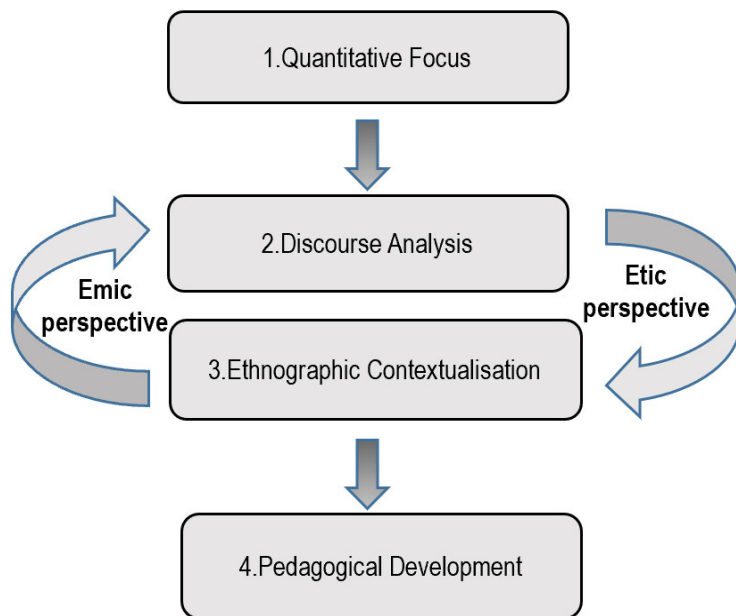 1.Quantitative Focus
2.Discourse Analysis
Emic
perspective
Etic
perspective
3.Ethnographic Contextualisation
4.Pedagogical Development